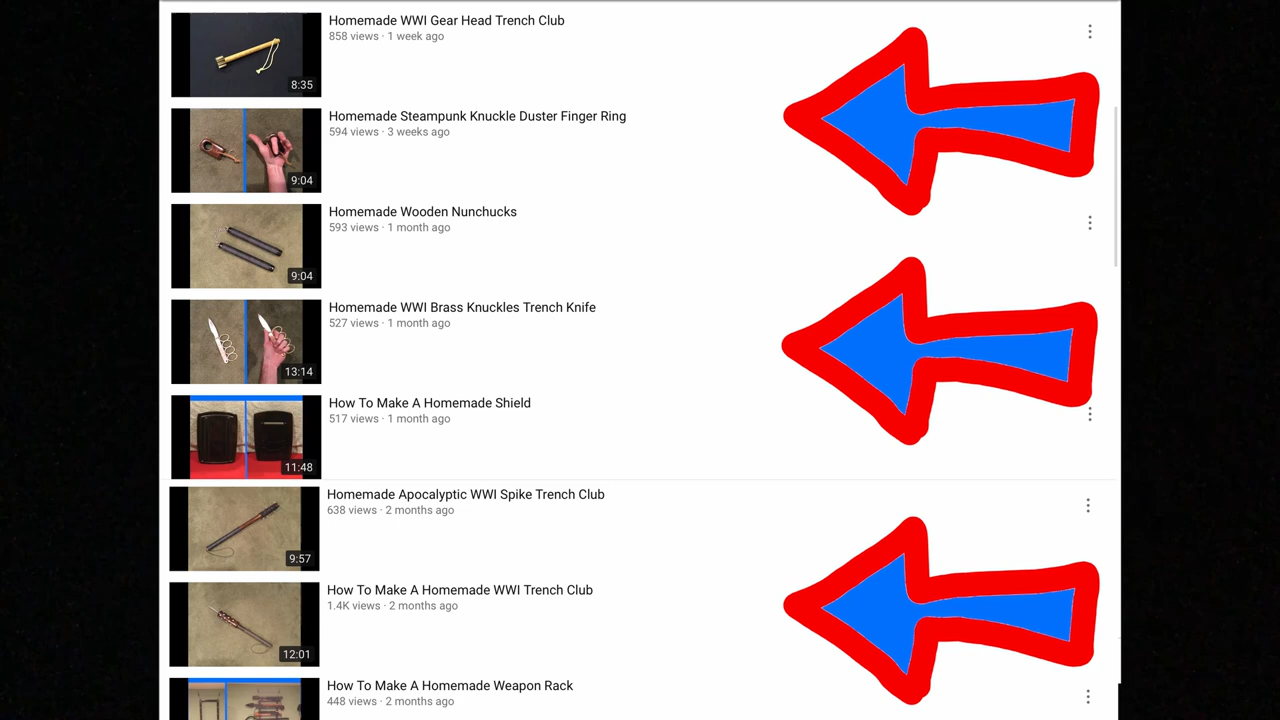 Homemade WWI Gear Head Trench Club
858 views · 1 week ago
8:35
Homemade Steampunk Knuckle Duster Finger Ring
594 views · 3 weeks ago
9:04
Homemade Wooden Nunchucks
593 views · 1 month ago
9:04
Homemade WWI Brass Knuckles Trench Knife
527 views · 1 month ago
13:14
How To Make A Homemade Shield
517 views · 1 month ago
11:48
Homemade Apocalyptic WWI Spike Trench Club
638 views · 2 months ago
9:57
How To Make A Homemade WWI Trench Club
1.4K views · 2 months ago
12:01
How To Make A Homemade Weapon Rack
448 views · 2 months ago